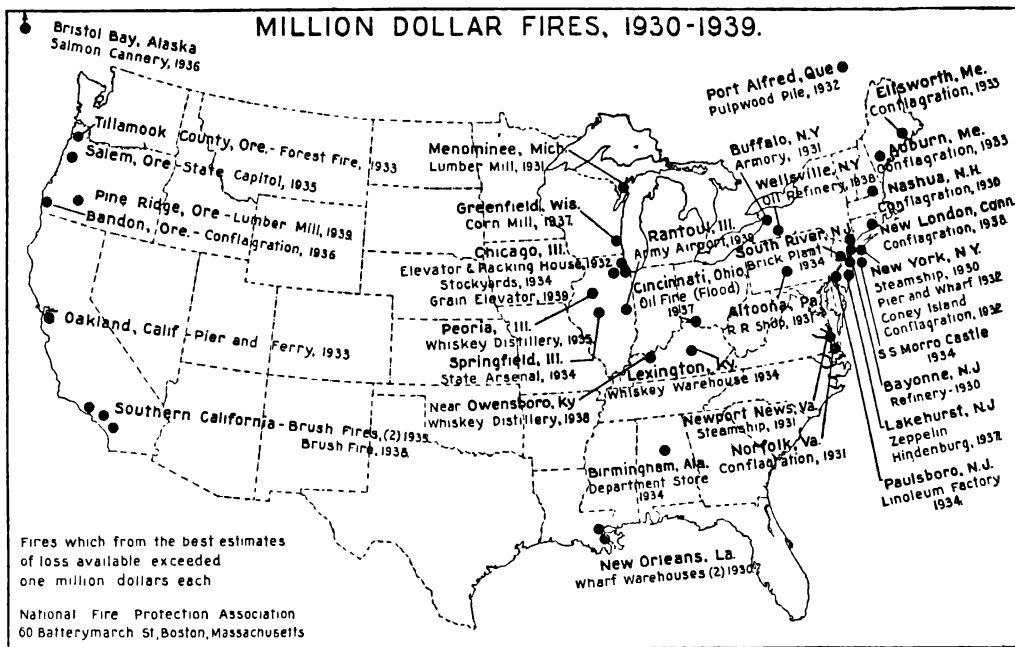 MILLION DOLLAR FIRES, 1930-1939.
Bristol Bay, Alaska
Salmon Cannery, 1936
Port Alfred, Que
Pulpwood Pile, 1932
Ellsworth, Me.
Conflagration, 1933
Tillamook County, Ore.- Forest Fire, 1933
Salem, Ore-State Capitol, 1935
Pine Ridge, Ore-Lumber Mill, 1939
Bandon, Ore.- Conflagration, 1936
Menominee, Mich
Lumber Mill, 1931
Greenfield, Wis.
Corn Mill, 1937
Chicago, Ill.
Elevator & Packing House, 1932
Stockyards, 1934
Grain Elevator, 1939
Peoria, Ill.
Whiskey Distillery, 1935
Springfield, Ill.
State Arsenal, 1934
Near Owensboro, Ky
Whiskey Distillery, 1938
Buffalo, N.Y
Armory, 1931
Wellsville, NY
Oil Refinery, 1938
Rantoul, Ill.
Army Airport, 1939
Cincinnati, Ohio
Oil Fire (Flood)
1937
South River, N.J.
Brick Plant
1934
Altoona, Pa.
R R Shop, 1931
Lexington, Ky.
Whiskey Warehouse 1934
Newport News, Va.
Steamship, 1931
Norfolk, Va.
Conflagration, 1931
Birmingham, Ala.
Department Store
1934
New Orleans, La.
Wharf Warehouses (2) 1930
Auburn, Me.
Conflagration, 1933
Nashua, N.H.
Conflagration, 1930
New London, Conn.
Conflagration, 1938
New York, N.Y.
Steamship, 1930
Pier and Wharf 1932
Coney Island
Conflagration, 1932
S S Morro Castle
1934
Bayonne, N.J
Refinery-1930
Lakehurst, N.J
Zeppelin
Hindenburg, 1937
Paulsboro, N.J.
Linoleum Factory
1934
Oakland, Calif-Pier and Ferry, 1933
Southern California-Brush Fires, (2) 1935
Brush Fire, 1938
Fires which from the best estimates
of loss available exceeded
one million dollars each
National Fire Protection Association
60 Batterymarch St, Boston, Massachusetts